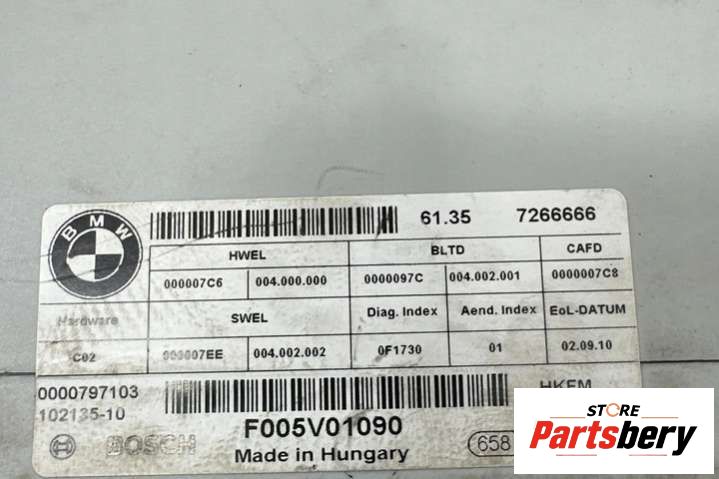 BMW
61.35 7266666
HWEL BLTD CAFD
000007C6 004.000.000 0000097C 004.002.001 0000007C8
Hardware SWEL Diag. Index Aend. Index EoL-DATUM
C02 000007EE 004.002.002 0F1730 01 02.09.10
0000797103 HKFM
102135-10
BOSCH F005V01090 658
Made in Hungary
STORE
Partsbery